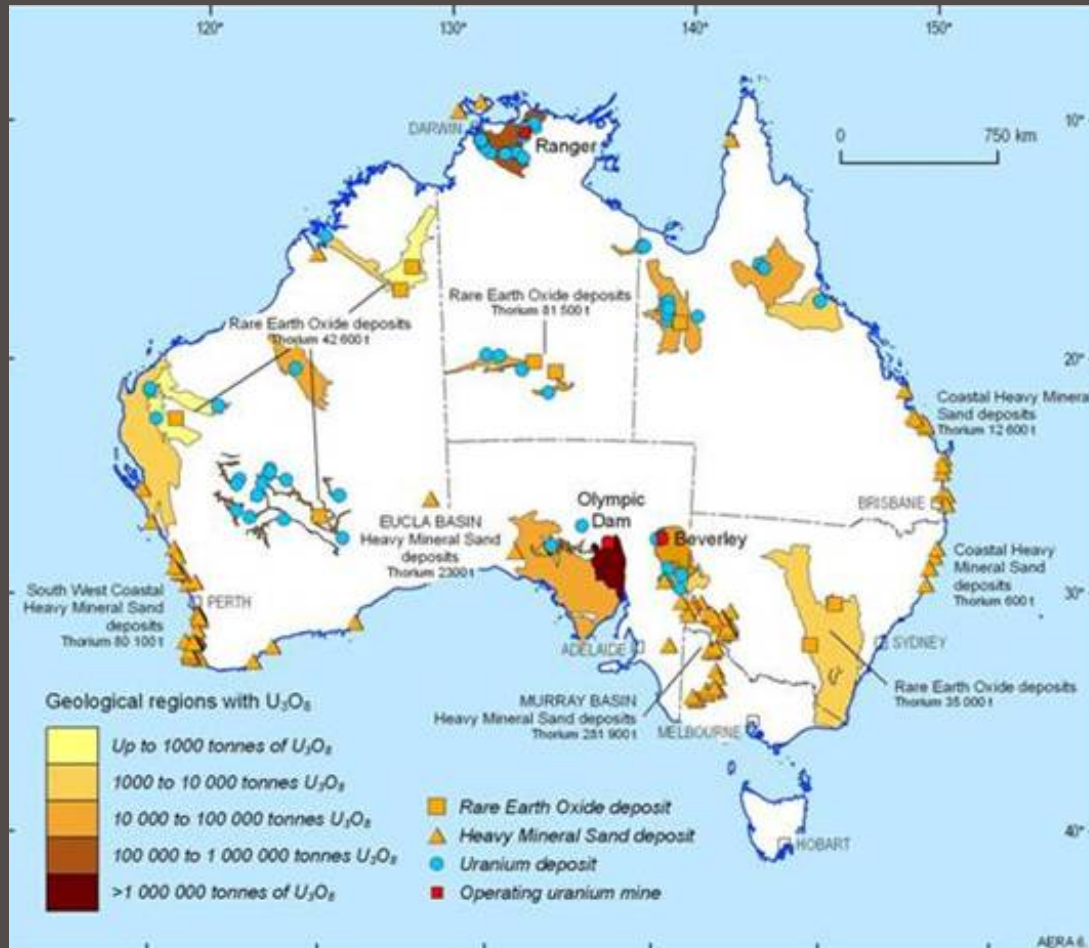 120°
130°
140°
150°
DARWIN
Ranger
10°
0
750 km
Rare Earth Oxide deposits
Thorium 42 600 t
Rare Earth Oxide deposits
Thorium 81 500 t
20°
Coastal Heavy Mineral
Sand deposits
Thorium 12 600 t
BRISBANE
EUCLA BASIN
Heavy Mineral Sand
deposits
Thorium 2300 t
Olympic
Dam
Beverley
Coastal Heavy
Mineral Sand
deposits
Thorium 600 t
30°
South West Coastal
Heavy Mineral Sand
deposits
Thorium 80 100 t
PERTH
ADELAIDE
SYDNEY
Rare Earth Oxide deposits
Thorium 35 000 t
MURRAY BASIN
Heavy Mineral Sand deposits
Thorium 281 900 t
MELBOURNE
40°
HOBART
Geological regions with U₃O₈
Up to 1000 tonnes of U₃O₈
1000 to 10 000 tonnes U₃O₈
10 000 to 100 000 tonnes U₃O₈
100 000 to 1 000 000 tonnes U₃O₈
>1 000 000 tonnes of U₃O₈
Rare Earth Oxide deposit
Heavy Mineral Sand deposit
Uranium deposit
Operating uranium mine